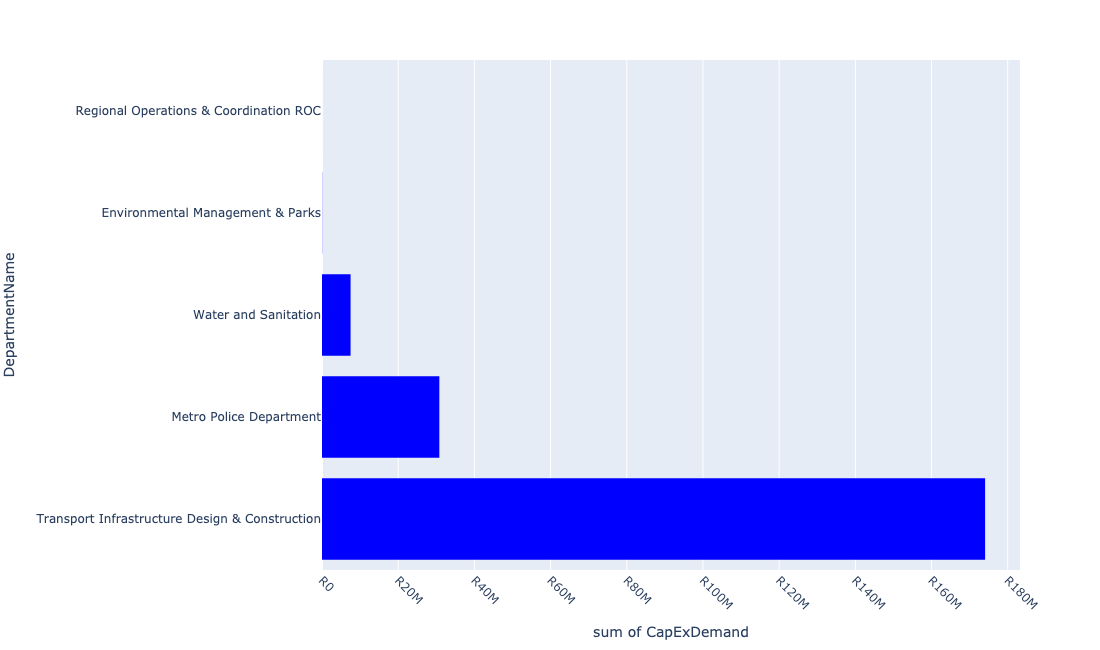 Regional Operations & Coordination ROC
Environmental Management & Parks
Water and Sanitation
Metro Police Department
Transport Infrastructure Design & Construction
DepartmentName
R0
R20M
R40M
R60M
R80M
R100M
R120M
R140M
R160M
R180M
sum of CapExDemand